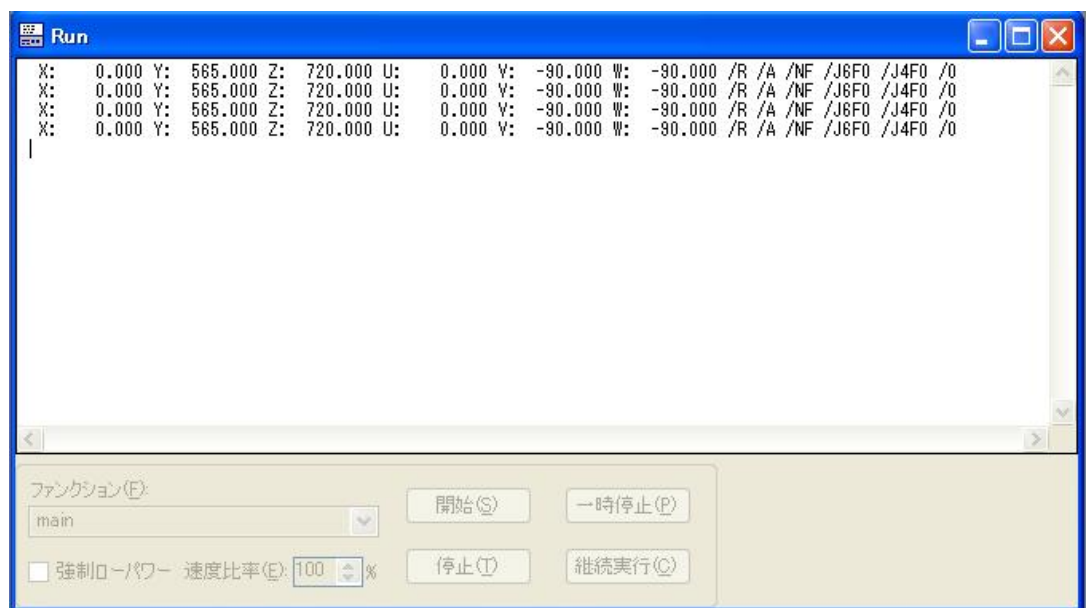 Run
X: 0.000 Y: 565.000 Z: 720.000 U: 0.000 V: -90.000 W: -90.000 /R /A /NF /J6F0 /J4F0 /0
X: 0.000 Y: 565.000 Z: 720.000 U: 0.000 V: -90.000 W: -90.000 /R /A /NF /J6F0 /J4F0 /0
X: 0.000 Y: 565.000 Z: 720.000 U: 0.000 V: -90.000 W: -90.000 /R /A /NF /J6F0 /J4F0 /0
X: 0.000 Y: 565.000 Z: 720.000 U: 0.000 V: -90.000 W: -90.000 /R /A /NF /J6F0 /J4F0 /0
ファンクション(F):
main
開始(S) 一時停止(P)
強制ローパワー 速度比率(E): 100 %
停止(T) 継続実行(C)